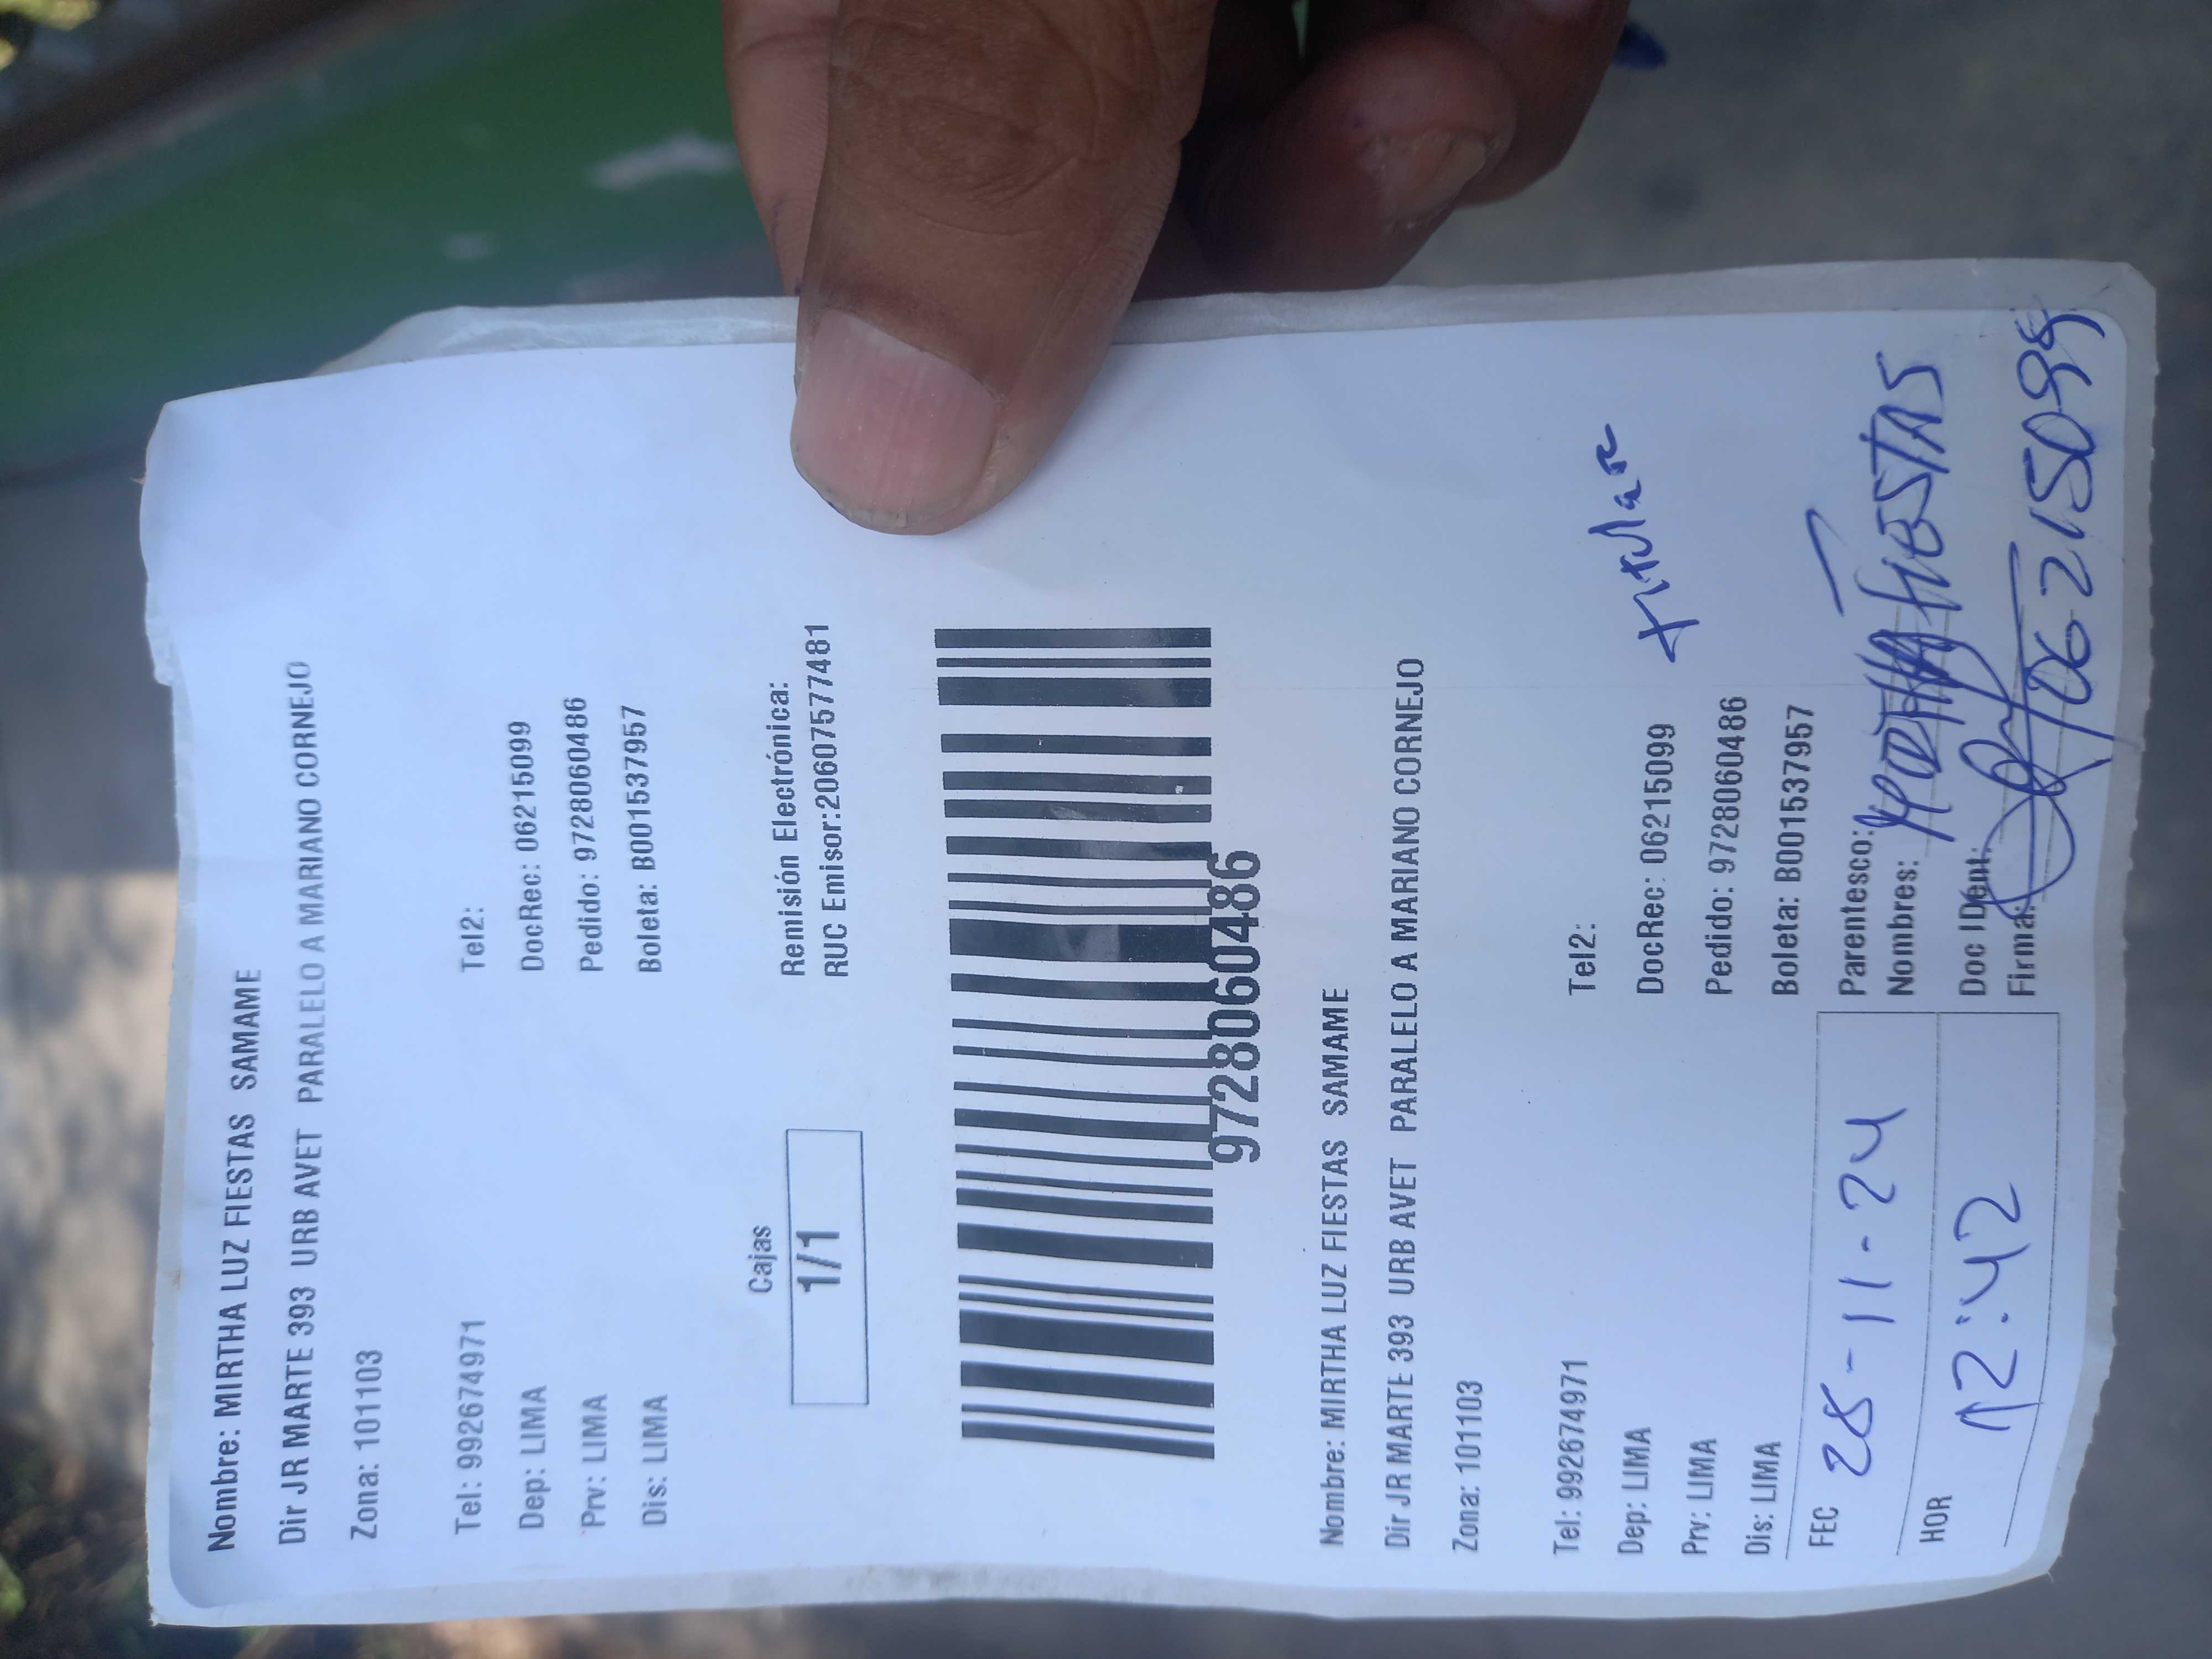 Nombre: MIRTHA LUZ FIESTAS SAMAME
Dir JR MARTE 393 URB AVET PARALELO A MARIANO CORNEJO
Zona: 101103
Tel: 992674971 Tel2:
Dep: LIMA DocRec: 06215099
Prv: LIMA Pedido: 9728060486
Dis: LIMA Boleta: B001537957
Cajas Remisión Electrónica:
1/1 RUC Emisor:20607577481
9728060486
Nombre: MIRTHA LUZ FIESTAS SAMAME
Dir JR MARTE 393 URB AVET PARALELO A MARIANO CORNEJO
Zona: 101103
Tel: 992674971 Tel2:
Dep: LIMA DocRec: 06215099 titular
Prv: LIMA Pedido: 97280​60486
Dis: LIMA Boleta: B001537957
FEC 28-11-24 Parentesco:
Nombres: MIRTHA FIESTAS
HOR 12:42 Doc IDent:
Firma: 06215099